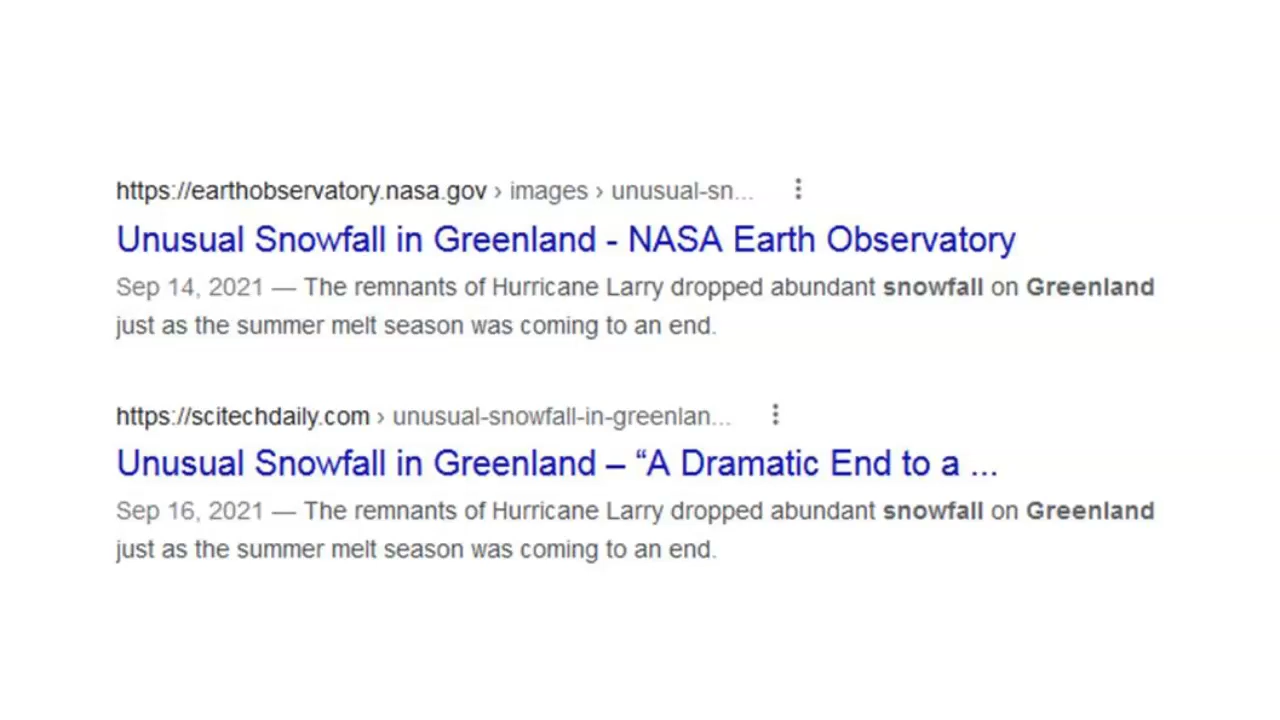 https://earthobservatory.nasa.gov › images › unusual-sn...
Unusual Snowfall in Greenland - NASA Earth Observatory
Sep 14, 2021 — The remnants of Hurricane Larry dropped abundant snowfall on Greenland
just as the summer melt season was coming to an end.
https://scitechdaily.com › unusual-snowfall-in-greenlan...
Unusual Snowfall in Greenland – “A Dramatic End to a ...
Sep 16, 2021 — The remnants of Hurricane Larry dropped abundant snowfall on Greenland
just as the summer melt season was coming to an end.